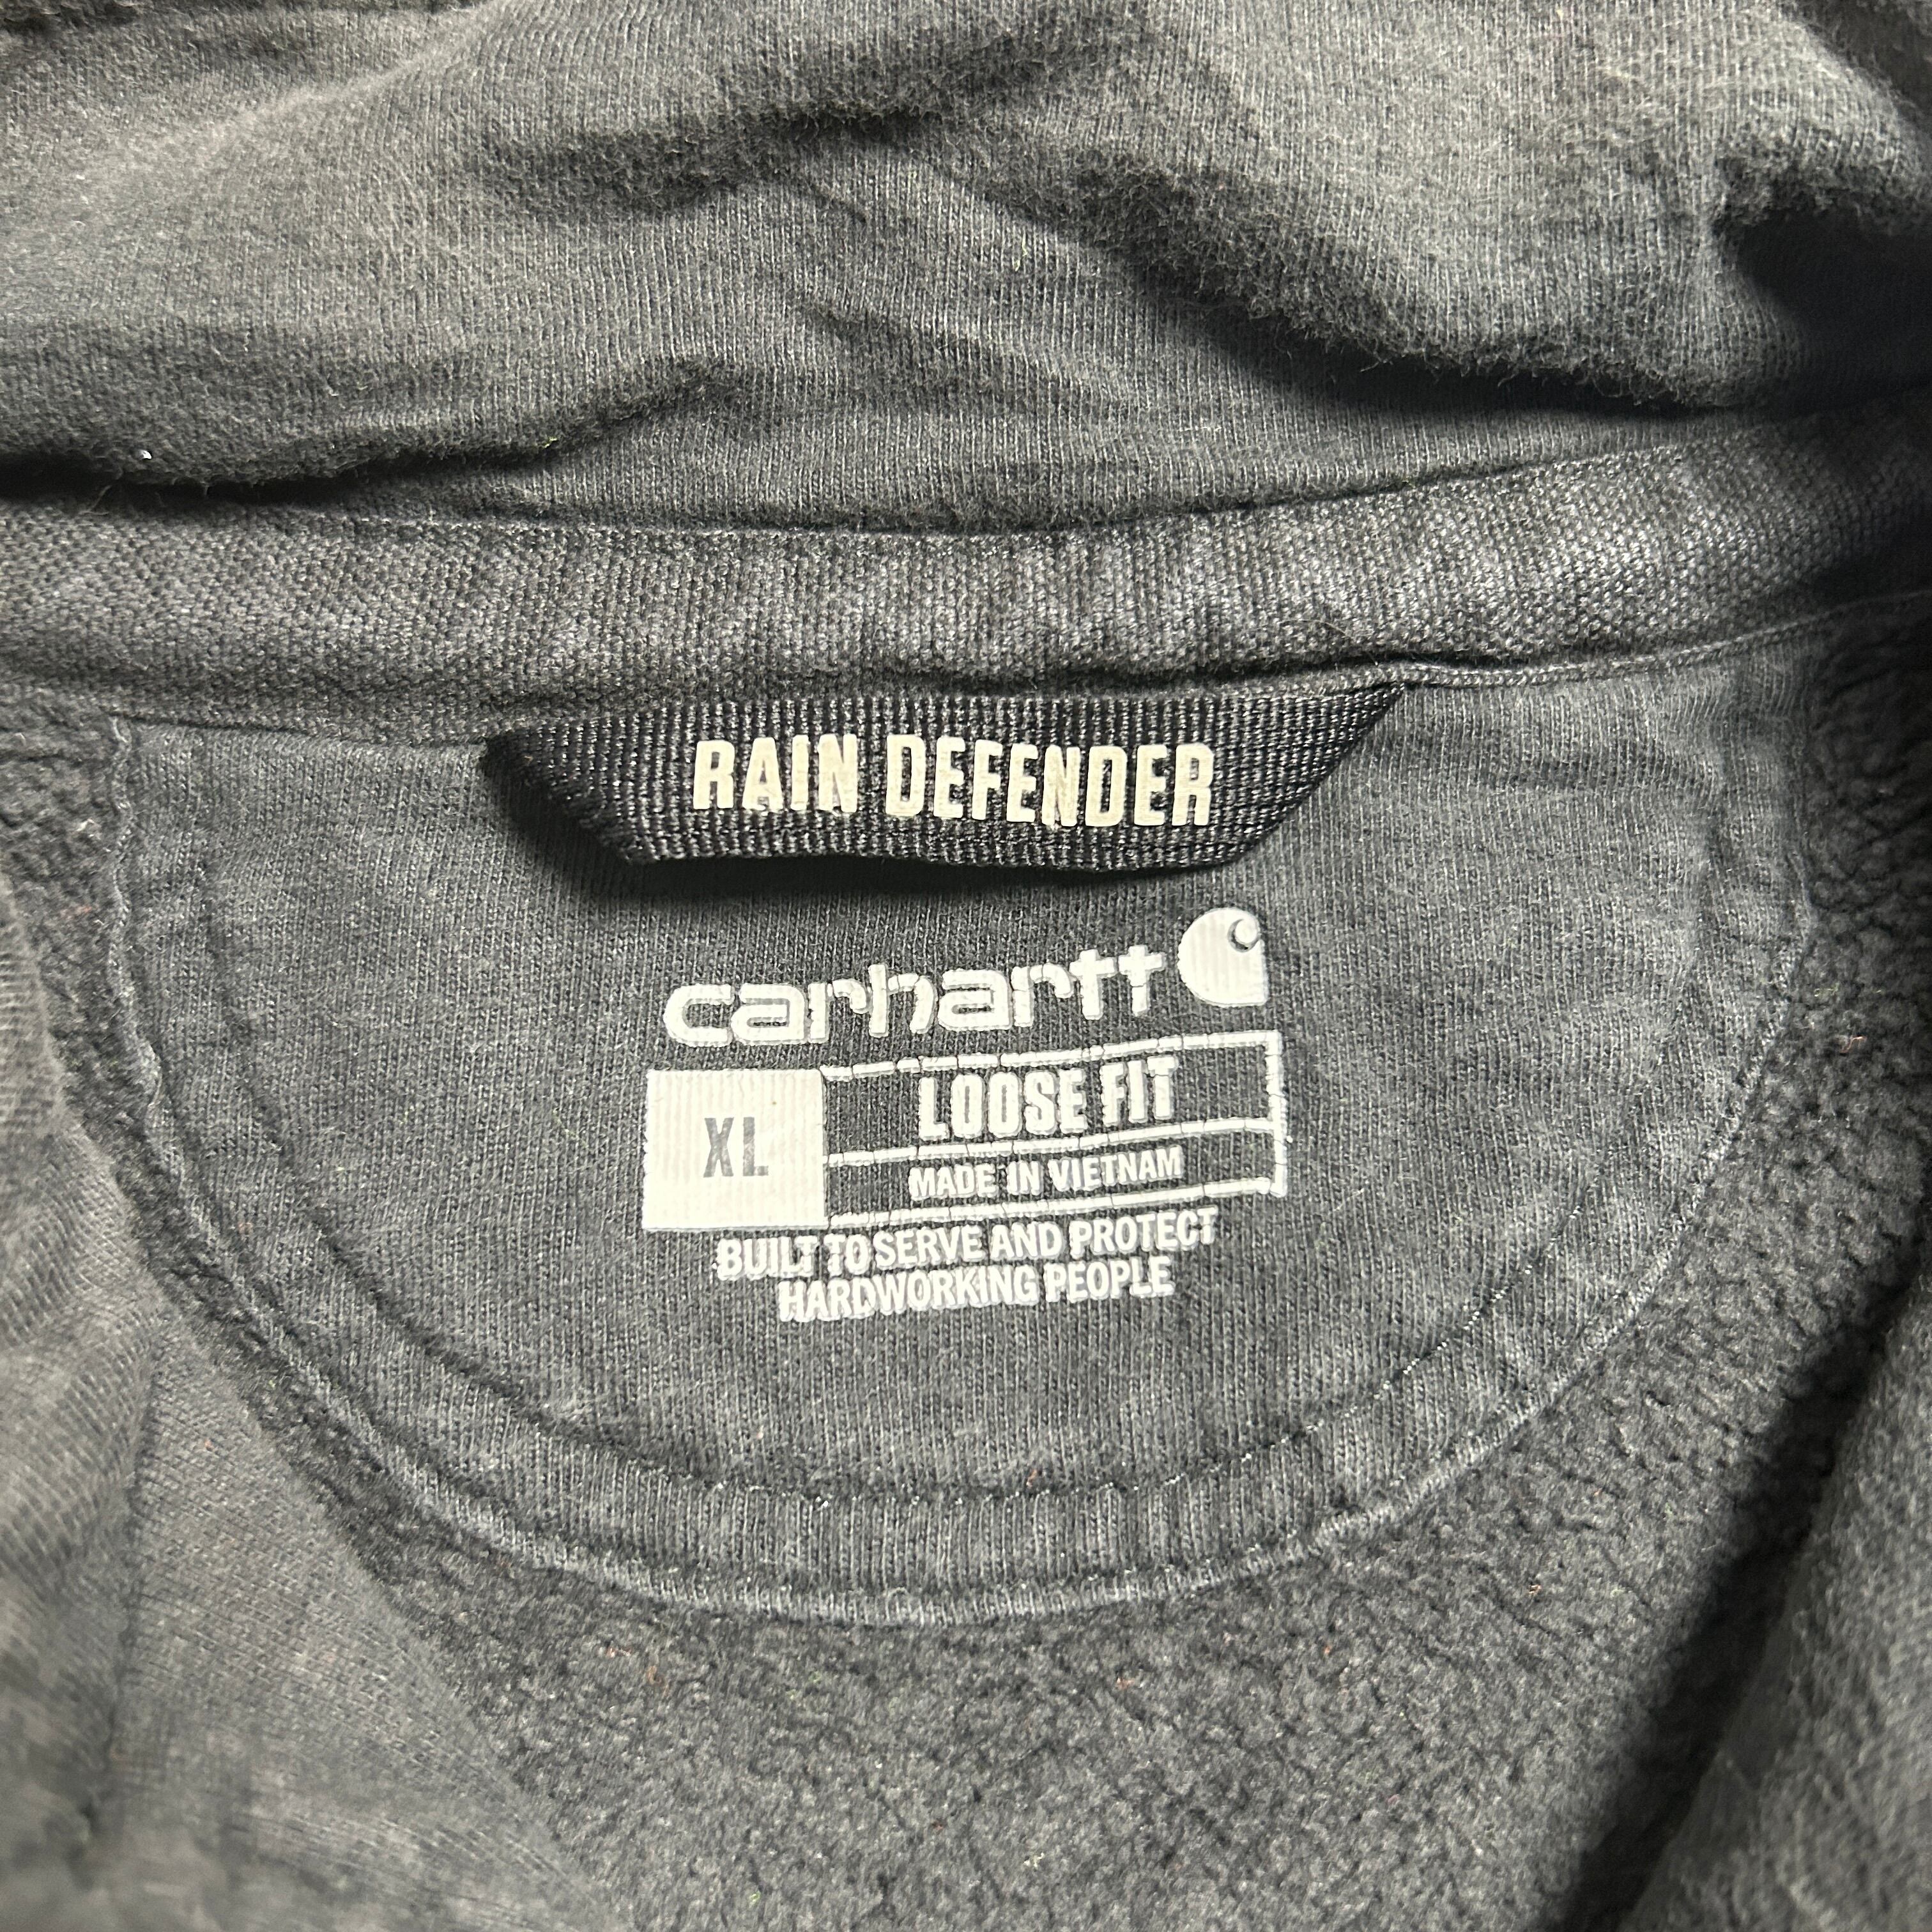 RAIN DEFENDER
carhartt
XL
LOOSE FIT
MADE IN VIETNAM
BUILT TO SERVE AND PROTECT
HARDWORKING PEOPLE